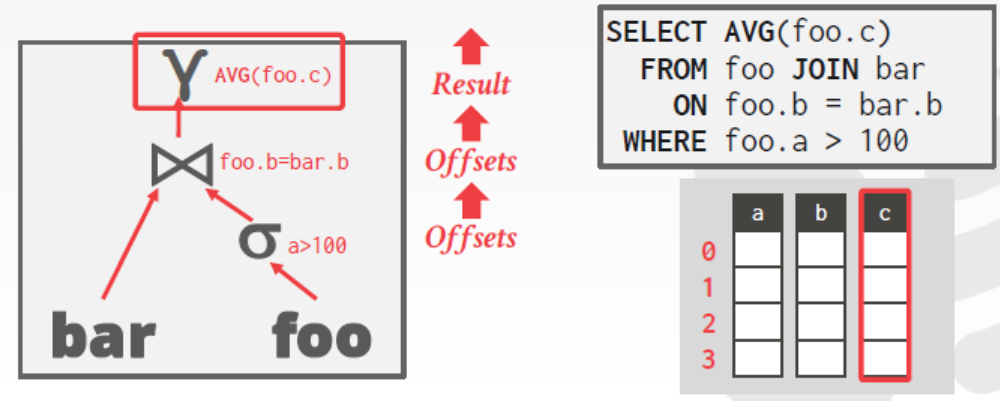 γ AVG(foo.c)
⋈ foo.b=bar.b
σ a>100
bar foo
Result
Offsets
Offsets
SELECT AVG(foo.c)
FROM foo JOIN bar
ON foo.b = bar.b
WHERE foo.a > 100
a b c
0
1
2
3